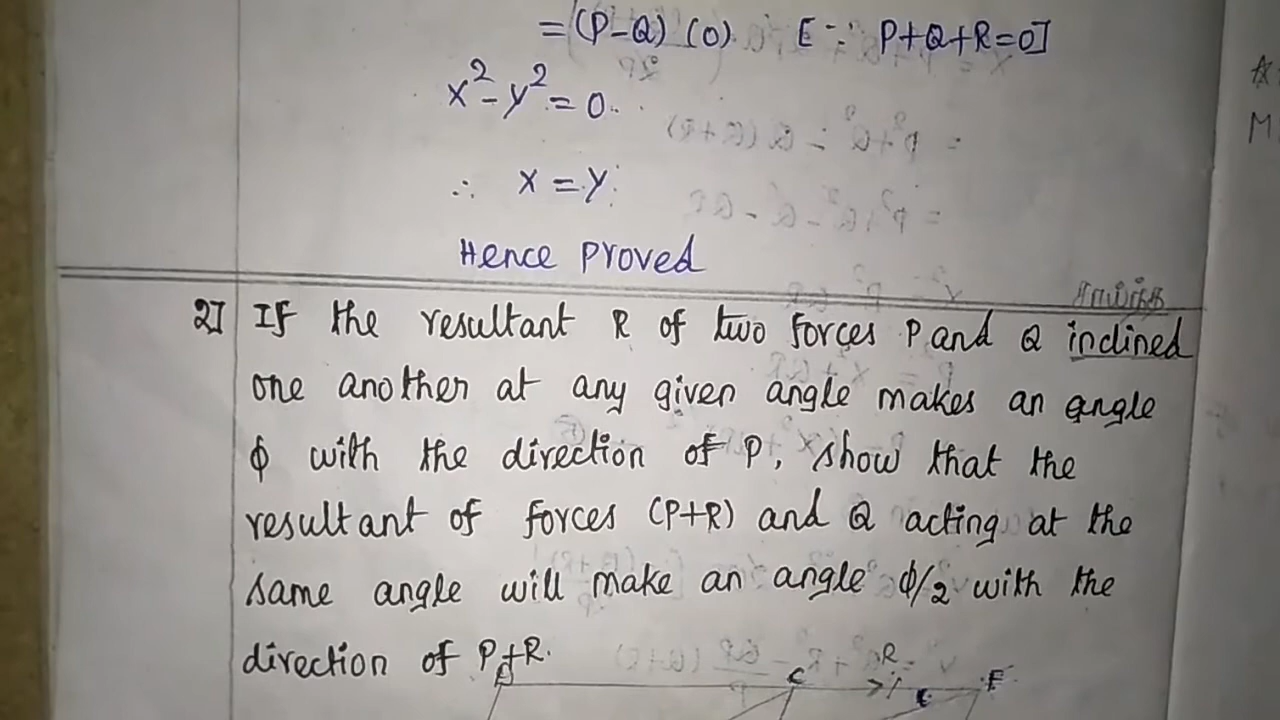 = (P-Q) (0) [∵ P+Q+R=0]
x²-y² = 0
∴ x = y
Hence Proved
2] If the resultant R of two forces P and Q inclined
one another at any given angle makes an angle
ϕ with the direction of P, show that the
resultant of forces (P+R) and Q acting at the
same angle will make an angle ϕ/2 with the
direction of P+R.
C R E F